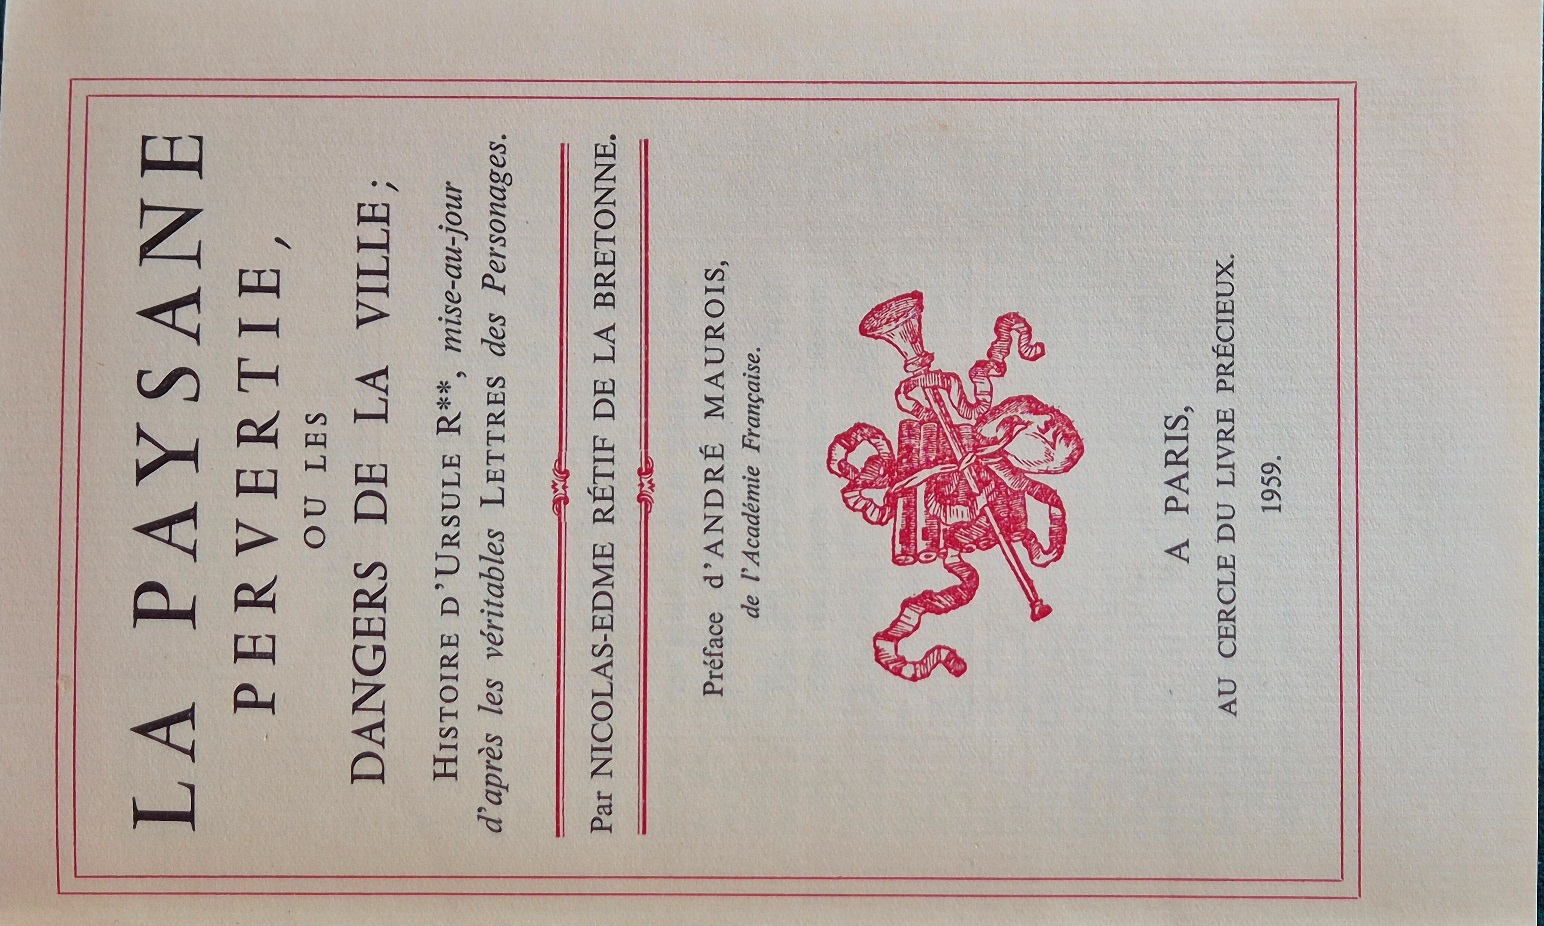 LA PAYSANE
PERVERTIE,
OU LES
DANGERS DE LA VILLE;
HISTOIRE D'URSULE R**, mise-au-jour
d'après les véritables LETTRES des Personages.
Par NICOLAS-EDME RÉTIF DE LA BRETONNE.
Préface d'ANDRÉ MAUROIS,
de l'Académie Française.
A PARIS,
AU CERCLE DU LIVRE PRÉCIEUX.
1959.